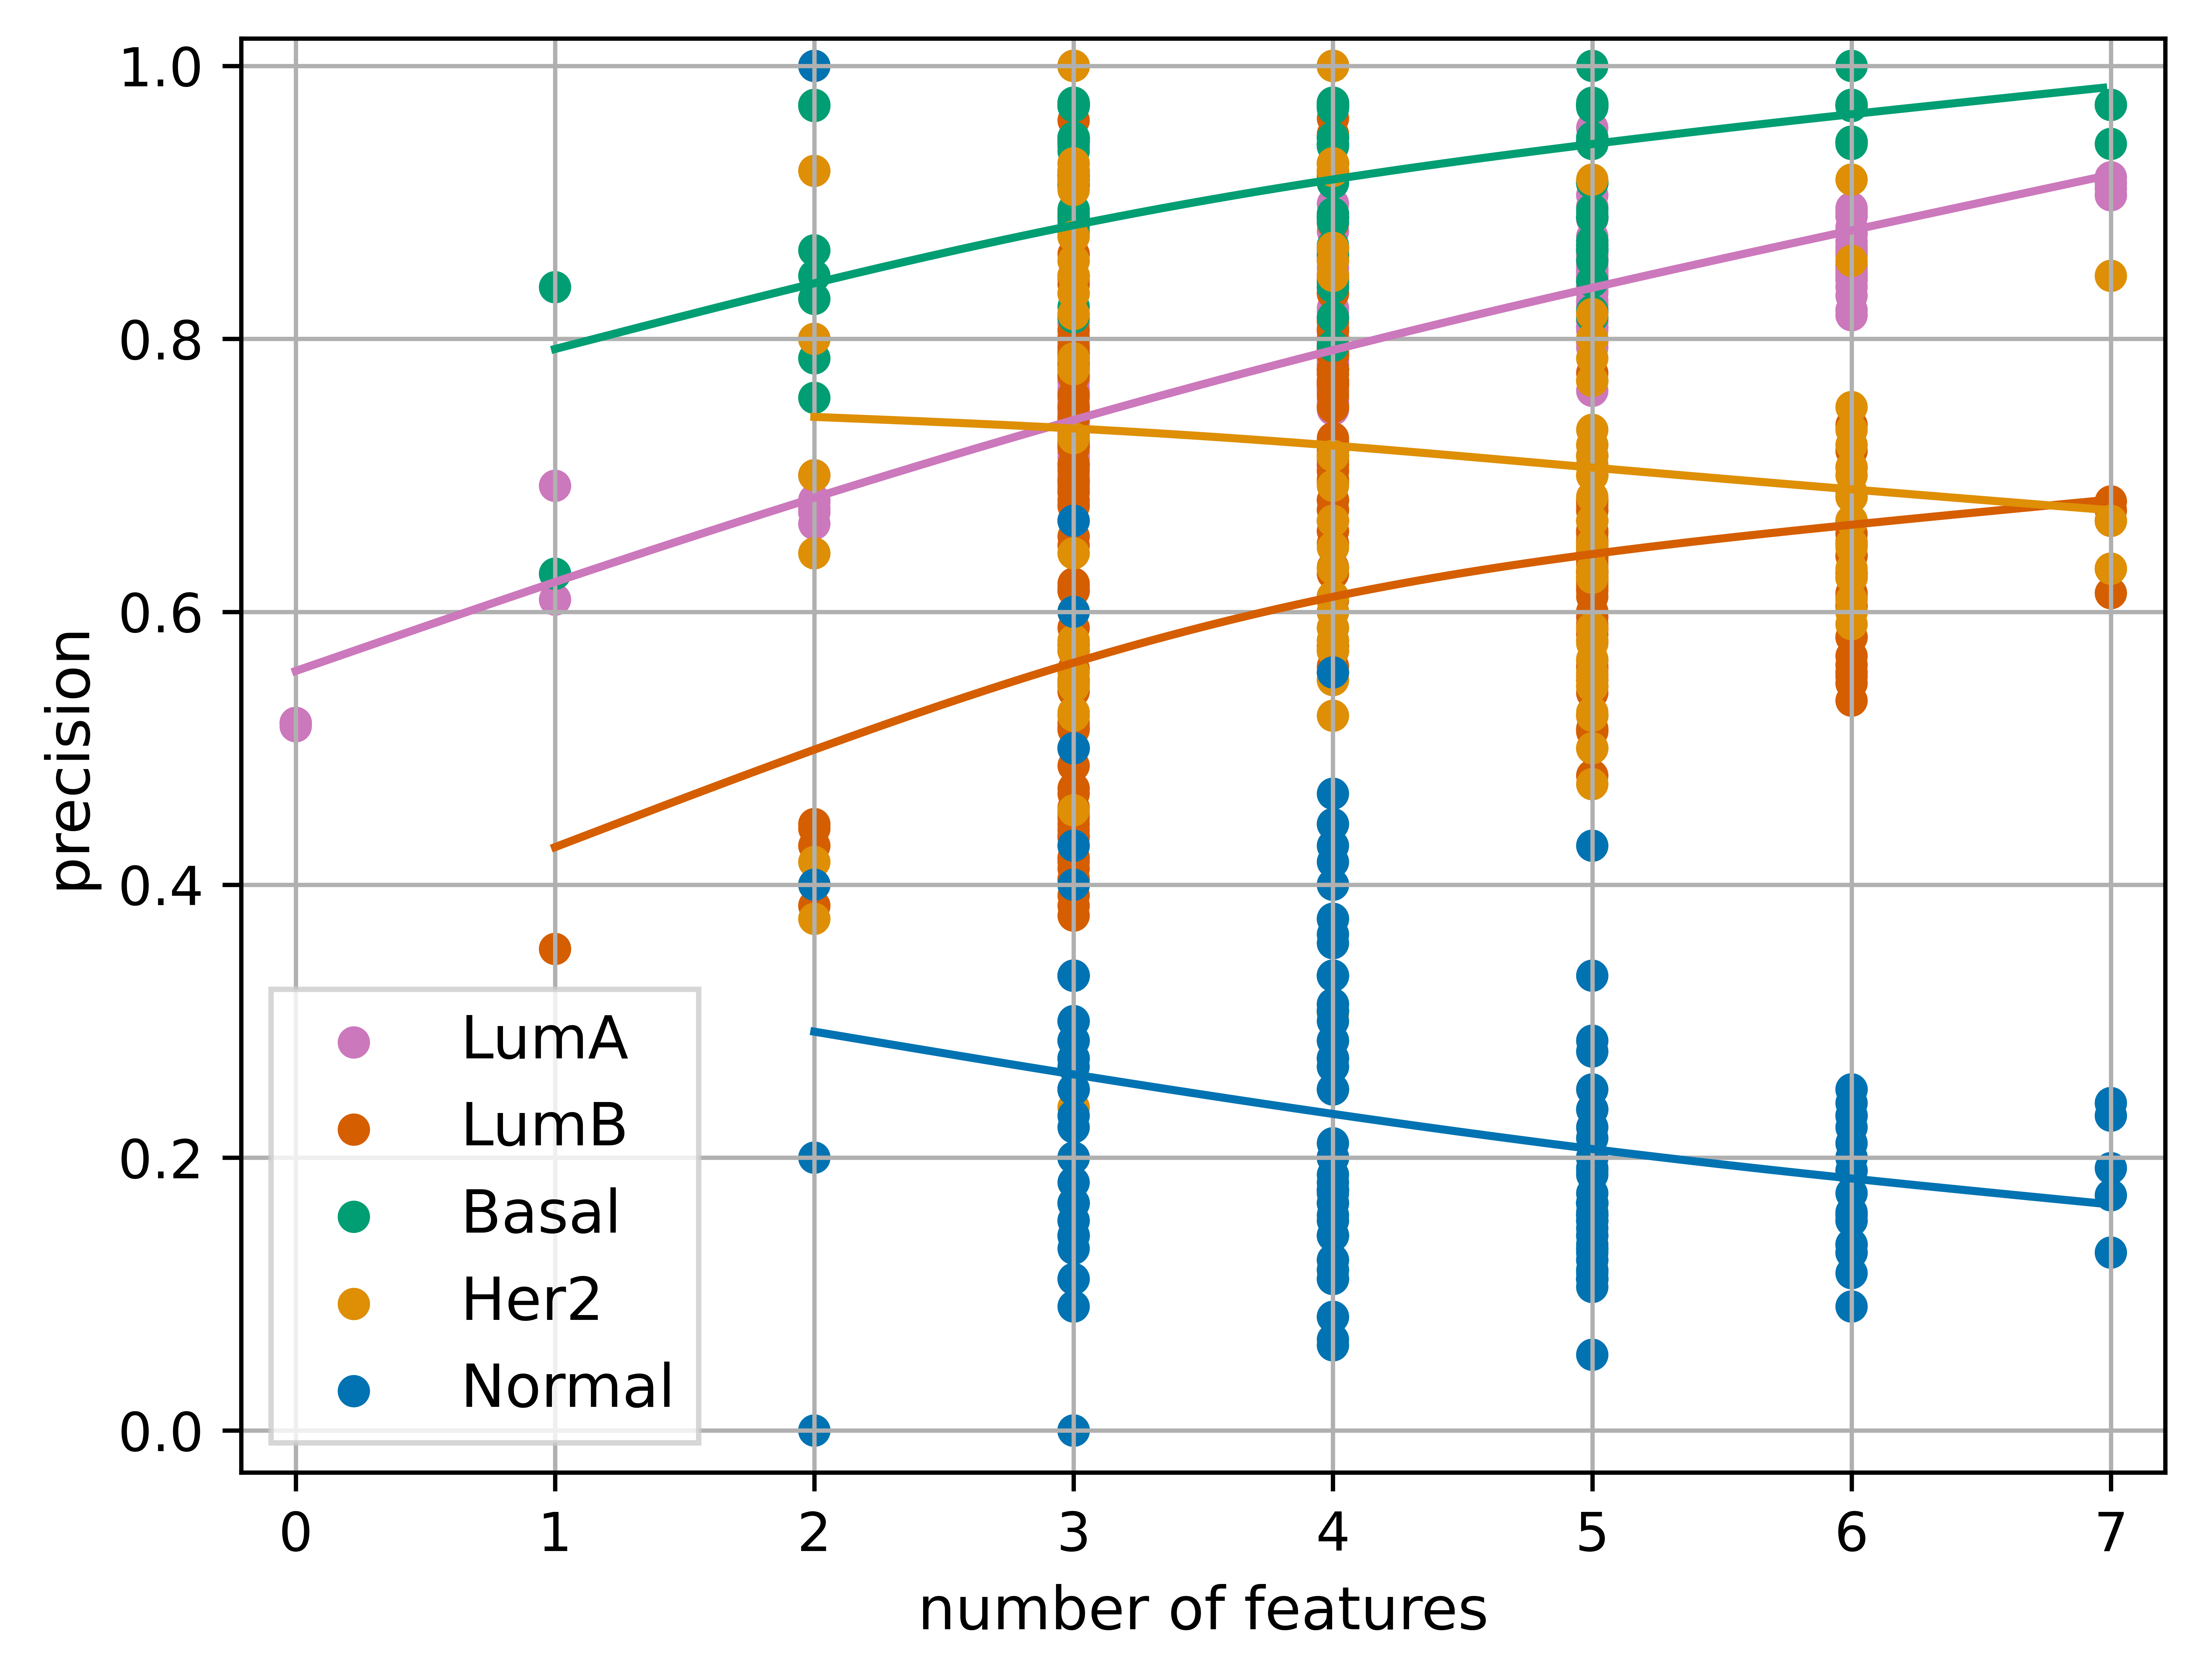 1.0
0.8
0.6
0.4
0.2
0.0
precision
LumA
LumB
Basal
Her2
Normal
0 1 2 3 4 5 6 7
number of features